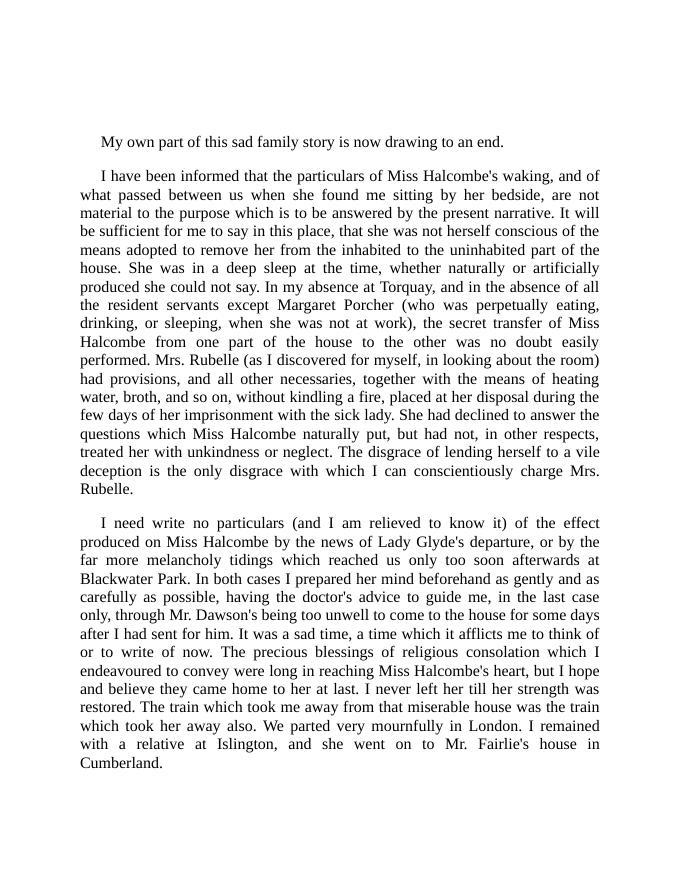 My own part of this sad family story is now drawing to an end.
I have been informed that the particulars of Miss Halcombe's waking, and of
what passed between us when she found me sitting by her bedside, are not
material to the purpose which is to be answered by the present narrative. It will
be sufficient for me to say in this place, that she was not herself conscious of the
means adopted to remove her from the inhabited to the uninhabited part of the
house. She was in a deep sleep at the time, whether naturally or artificially
produced she could not say. In my absence at Torquay, and in the absence of all
the resident servants except Margaret Porcher (who was perpetually eating,
drinking, or sleeping, when she was not at work), the secret transfer of Miss
Halcombe from one part of the house to the other was no doubt easily
performed. Mrs. Rubelle (as I discovered for myself, in looking about the room)
had provisions, and all other necessaries, together with the means of heating
water, broth, and so on, without kindling a fire, placed at her disposal during the
few days of her imprisonment with the sick lady. She had declined to answer the
questions which Miss Halcombe naturally put, but had not, in other respects,
treated her with unkindness or neglect. The disgrace of lending herself to a vile
deception is the only disgrace with which I can conscientiously charge Mrs.
Rubelle.
I need write no particulars (and I am relieved to know it) of the effect
produced on Miss Halcombe by the news of Lady Glyde's departure, or by the
far more melancholy tidings which reached us only too soon afterwards at
Blackwater Park. In both cases I prepared her mind beforehand as gently and as
carefully as possible, having the doctor's advice to guide me, in the last case
only, through Mr. Dawson's being too unwell to come to the house for some days
after I had sent for him. It was a sad time, a time which it afflicts me to think of
or to write of now. The precious blessings of religious consolation which I
endeavoured to convey were long in reaching Miss Halcombe's heart, but I hope
and believe they came home to her at last. I never left her till her strength was
restored. The train which took me away from that miserable house was the train
which took her away also. We parted very mournfully in London. I remained
with a relative at Islington, and she went on to Mr. Fairlie's house in
Cumberland.